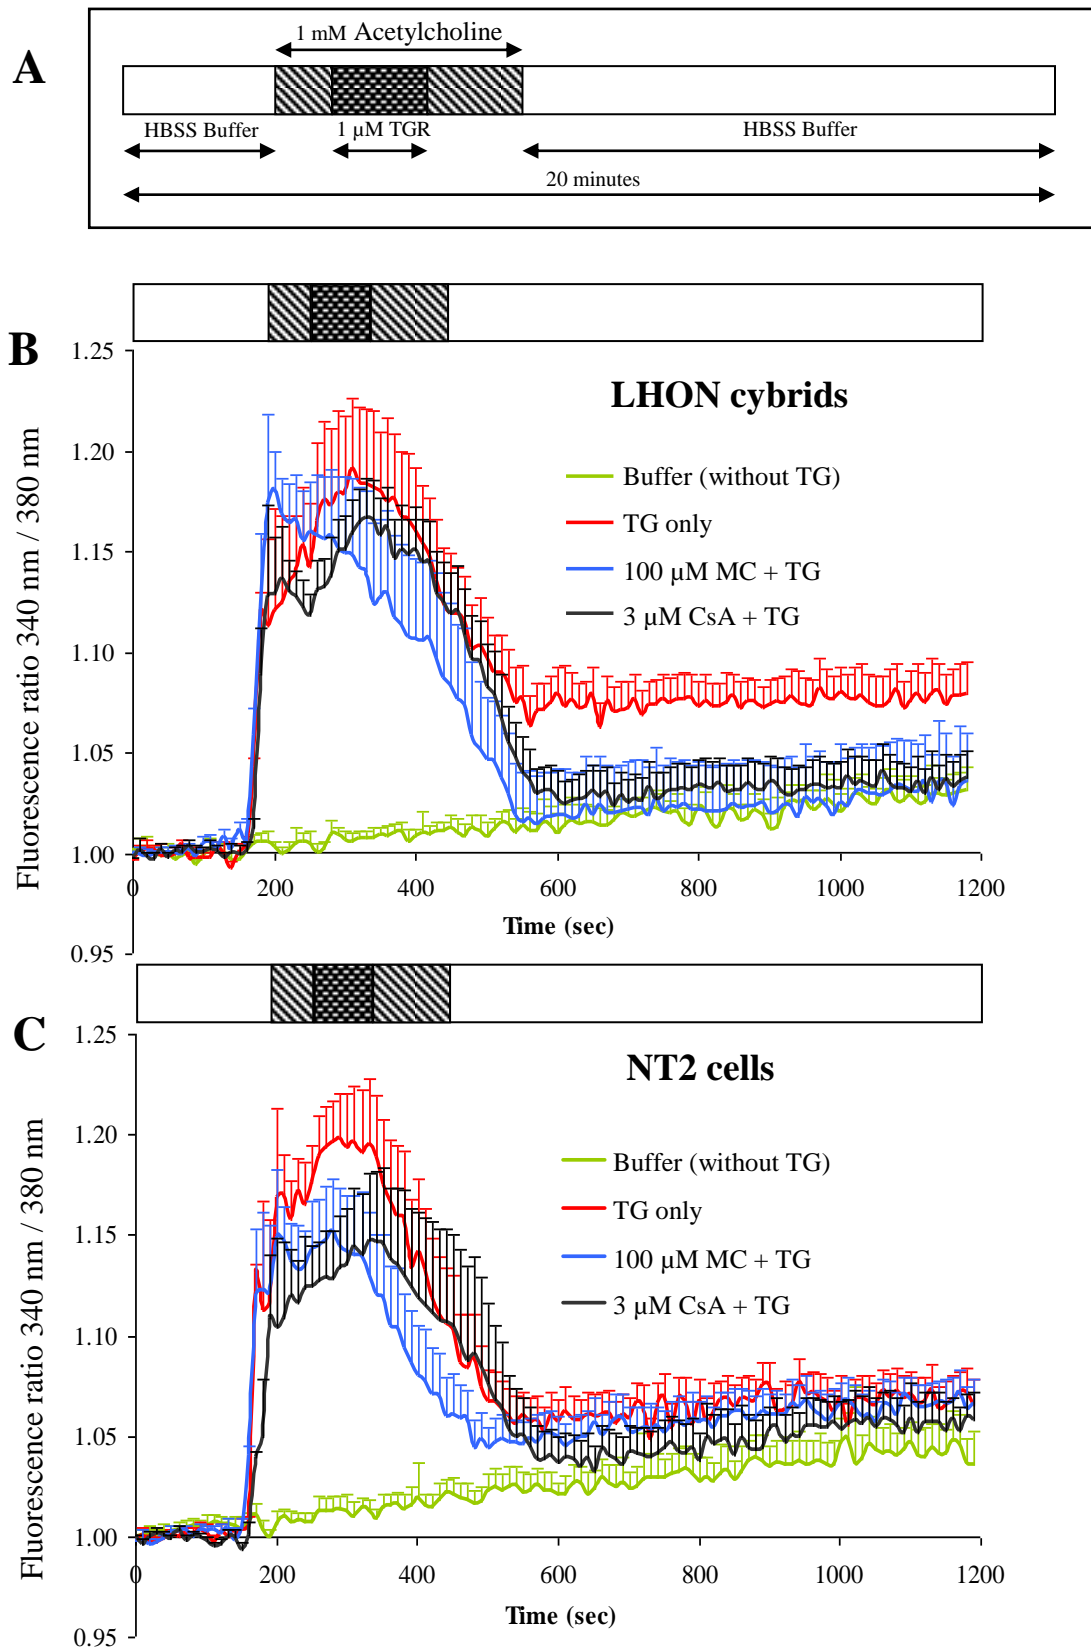 A
1 mM Acetylcholine
HBSS Buffer
1 µM TGR
HBSS Buffer
20 minutes
B
LHON cybrids
Fluorescence ratio 340 nm / 380 nm
1.25
1.20
1.15
1.10
1.05
1.00
0.95
Buffer (without TG)
TG only
100 µM MC + TG
3 µM CsA + TG
0
200
400
600
800
1000
1200
Time (sec)
C
NT2 cells
Fluorescence ratio 340 nm / 380 nm
1.25
1.20
1.15
1.10
1.05
1.00
0.95
Buffer (without TG)
TG only
100 µM MC + TG
3 µM CsA + TG
0
200
400
600
800
1000
1200
Time (sec)